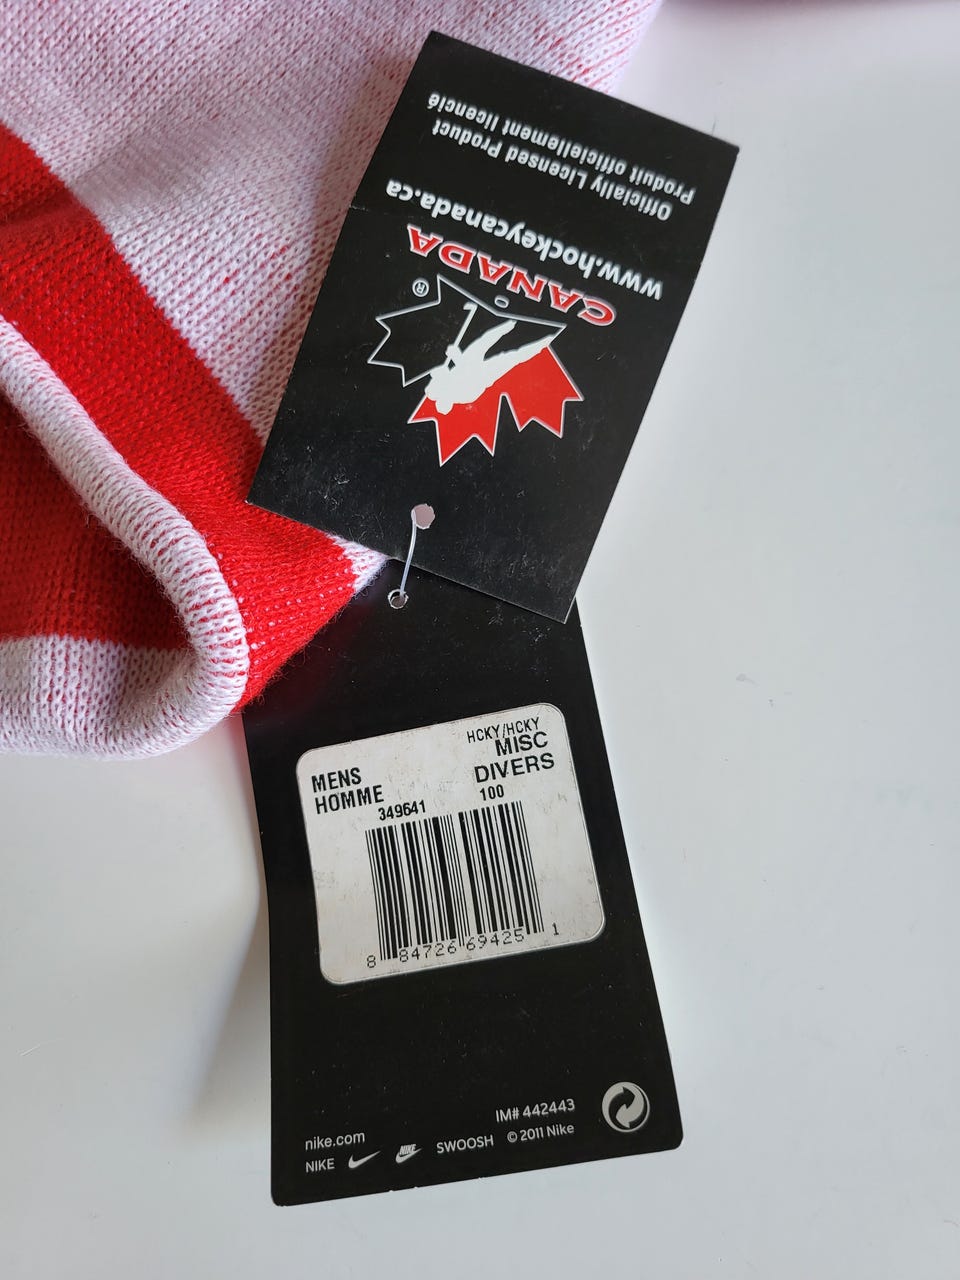 Officially Licensed Product
Produit officiellement licencié
www.hockeycanada.ca
CANADA
®
HCKY/HCKY
MENS MISC
HOMME DIVERS
349641 100
8 84726 69425 1
IM# 442443
nike.com
NIKE NIKE SWOOSH © 2011 Nike